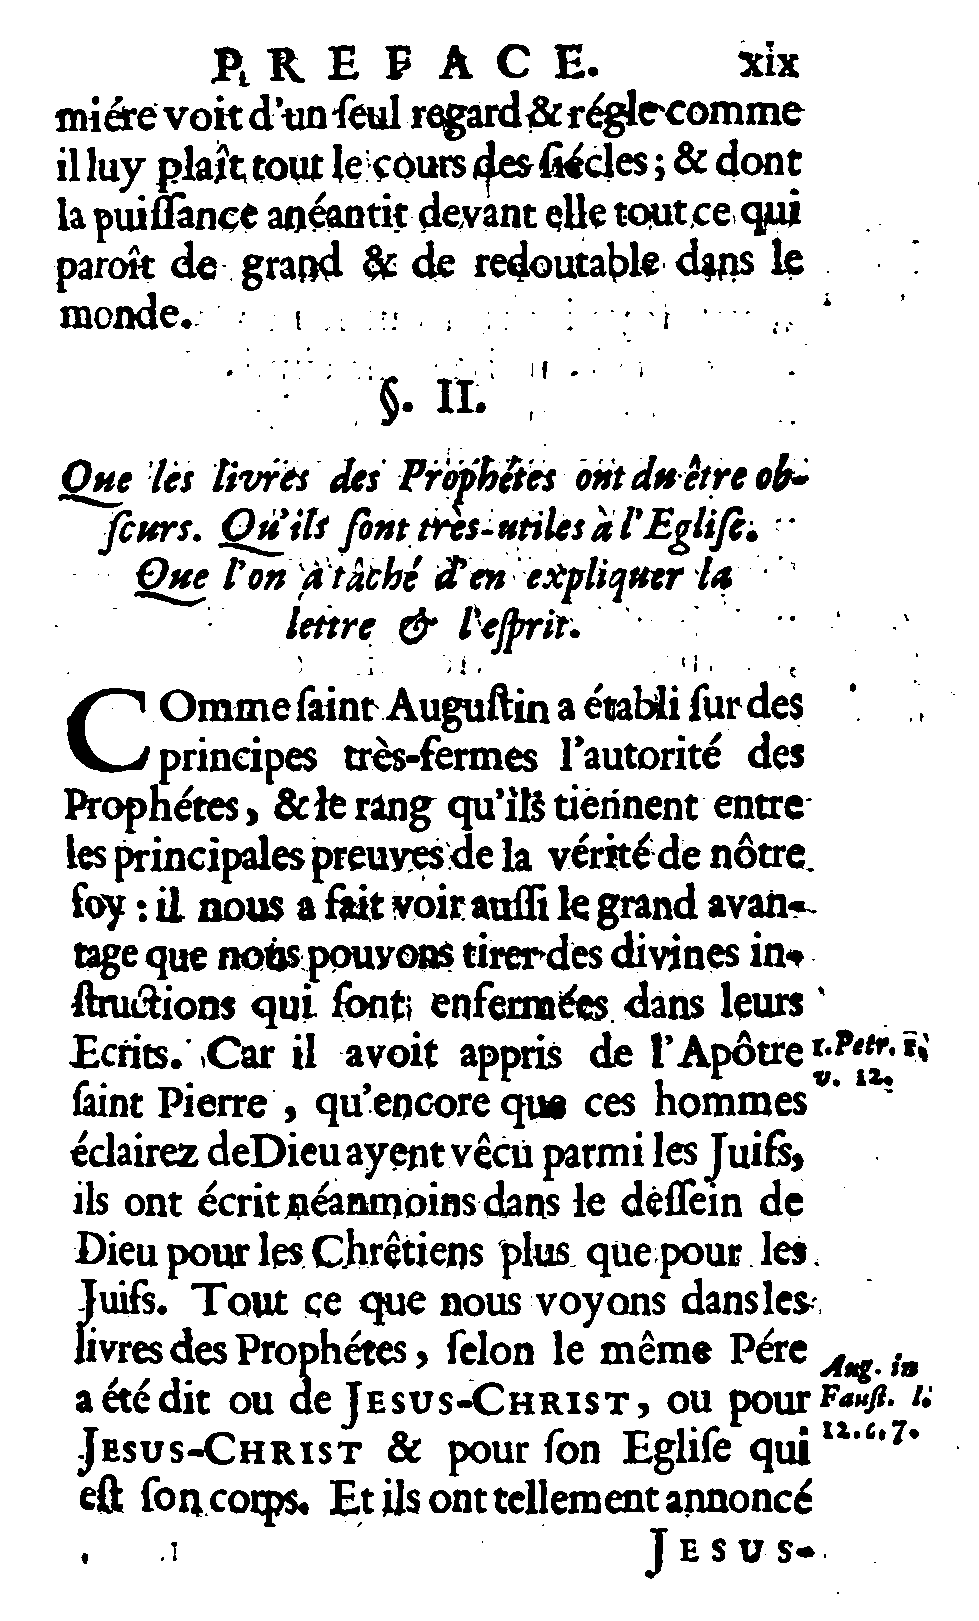 PREFACE. xix
miére voit d'un ſeul regard & régle comme
il luy plaît tout le cours des ſiécles ; & dont
la puiſſance anéantit devant elle tout ce qui
paroît de grand & de redoutable dans le
monde.
§. II.
Que les livres des Prophétes ont du être ob-
ſcurs. Qu'ils ſont très-utiles à l'Egliſe.
Que l'on a tâché d'en expliquer la
lettre & l'eſprit.
COmme ſaint Auguſtin a établi ſur des
principes très-fermes l'autorité des
Prophétes, & le rang qu'ils tiennent entre
les principales preuves de la vérité de nôtre
foy : il nous a fait voir auſſi le grand avan-
tage que nous pouvons tirer des divines in-
ſtructions qui ſont enfermées dans leurs
Ecrits. Car il avoit appris de l'Apôtre
1. Petr. 1.
v. 12.
ſaint Pierre , qu'encore que ces hommes
éclairez de Dieu ayent vêcu parmi les Juifs,
ils ont écrit néanmoins dans le deſſein de
Dieu pour les Chrêtiens plus que pour les
Juifs. Tout ce que nous voyons dans les
livres des Prophétes, ſelon le même Pére
a été dit ou de JESUS-CHRIST, ou pour
JESUS-CHRIST & pour ſon Egliſe qui
Aug. in
Fauſt. l.
12. c. 7.
eſt ſon corps. Et ils ont tellement annoncé
JESUS-